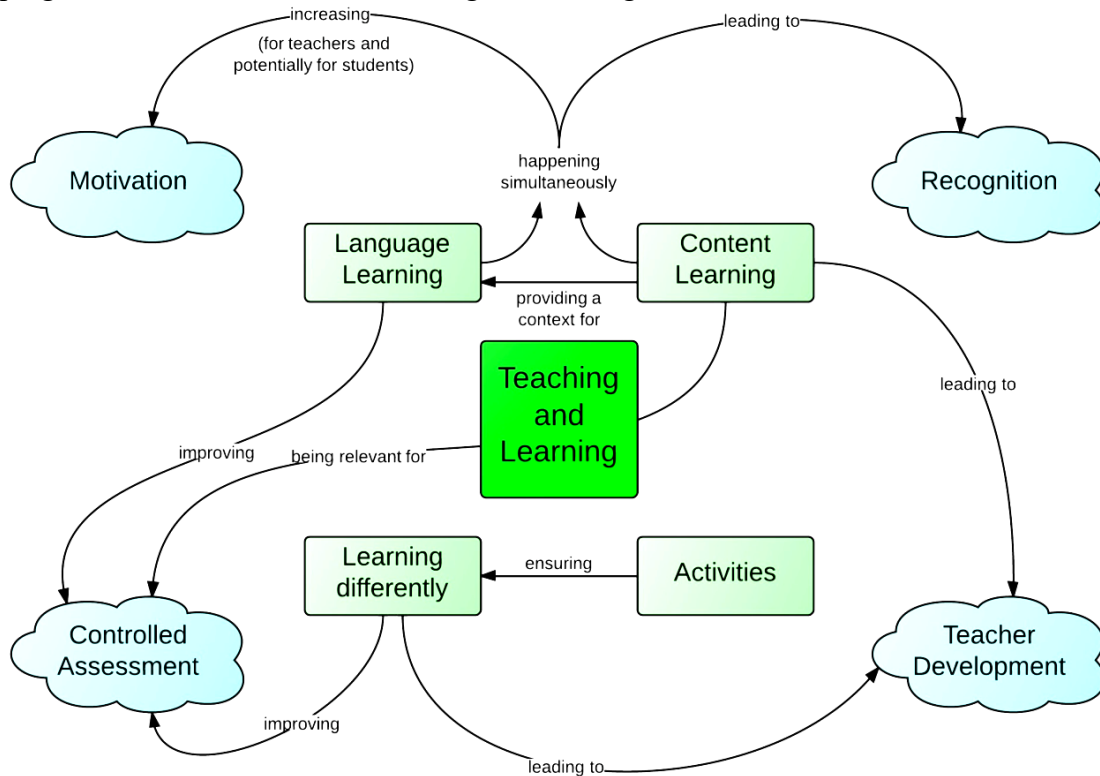 increasing
(for teachers and
potentially for students)
leading to
Motivation
happening
simultaneously
Recognition
Language
Learning
Content
Learning
providing a
context for
Teaching
and
Learning
leading to
improving
being relevant for
Learning
differently
ensuring
Activities
Controlled
Assessment
Teacher
Development
improving
leading to